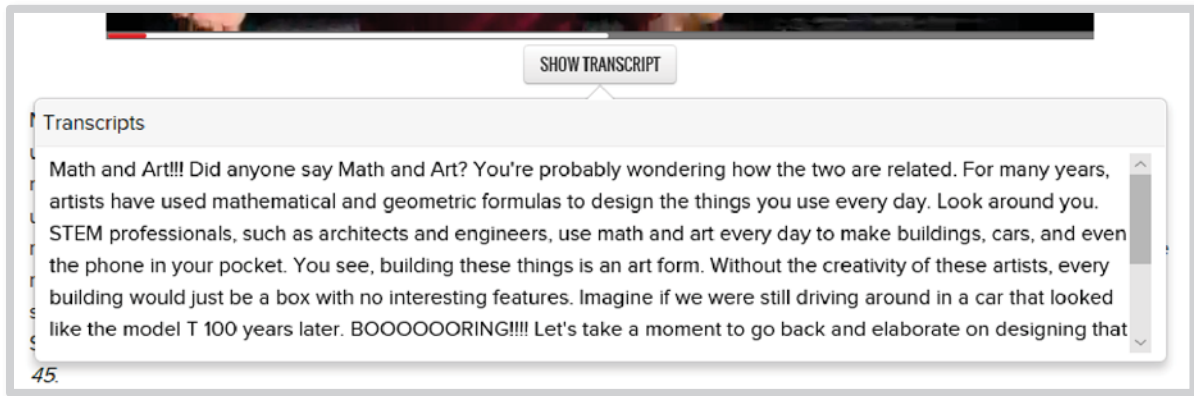 SHOW TRANSCRIPT
Transcripts
Math and Art!!! Did anyone say Math and Art? You're probably wondering how the two are related. For many years,
artists have used mathematical and geometric formulas to design the things you use every day. Look around you.
STEM professionals, such as architects and engineers, use math and art every day to make buildings, cars, and even
the phone in your pocket. You see, building these things is an art form. Without the creativity of these artists, every
building would just be a box with no interesting features. Imagine if we were still driving around in a car that looked
like the model T 100 years later. BOOOOOORING!!!! Let's take a moment to go back and elaborate on designing that
45.